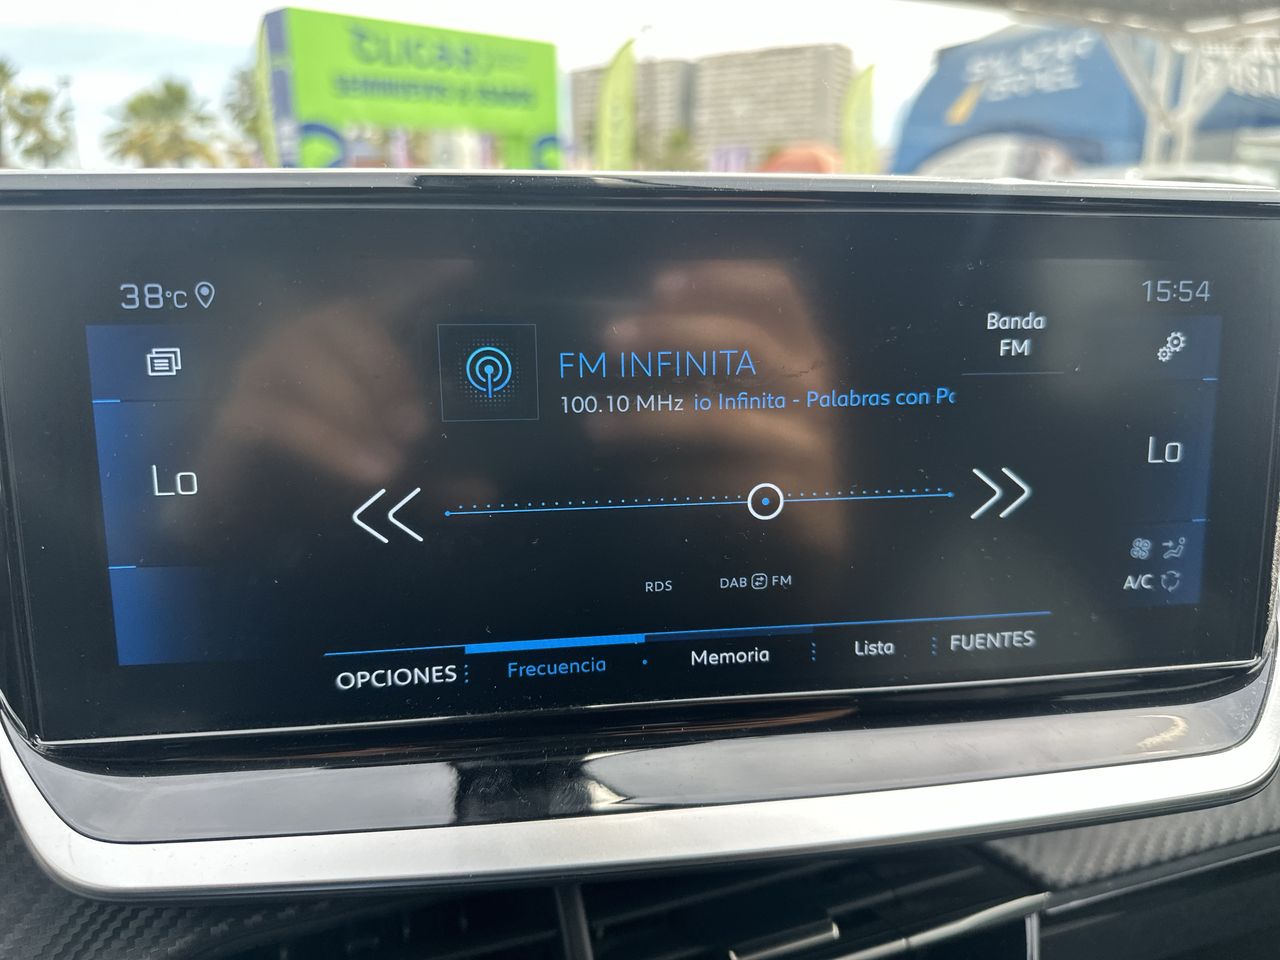 38°C
15:54
Banda
FM
FM INFINITA
100.10 MHz io Infinita - Palabras con Po
Lo
Lo
RDS
DAB FM
A/C
OPCIONES
Frecuencia
Memoria
Lista
FUENTES